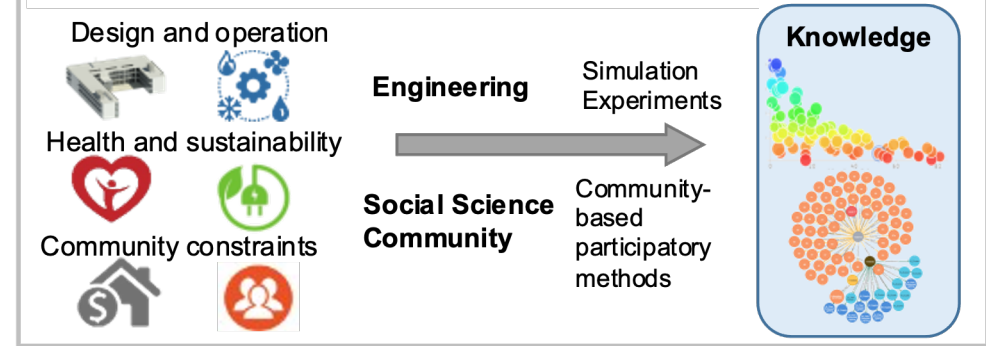 Design and operation
Health and sustainability
Community constraints
Engineering
Social Science
Community
Simulation
Experiments
Community-
based
participatory
methods
Knowledge